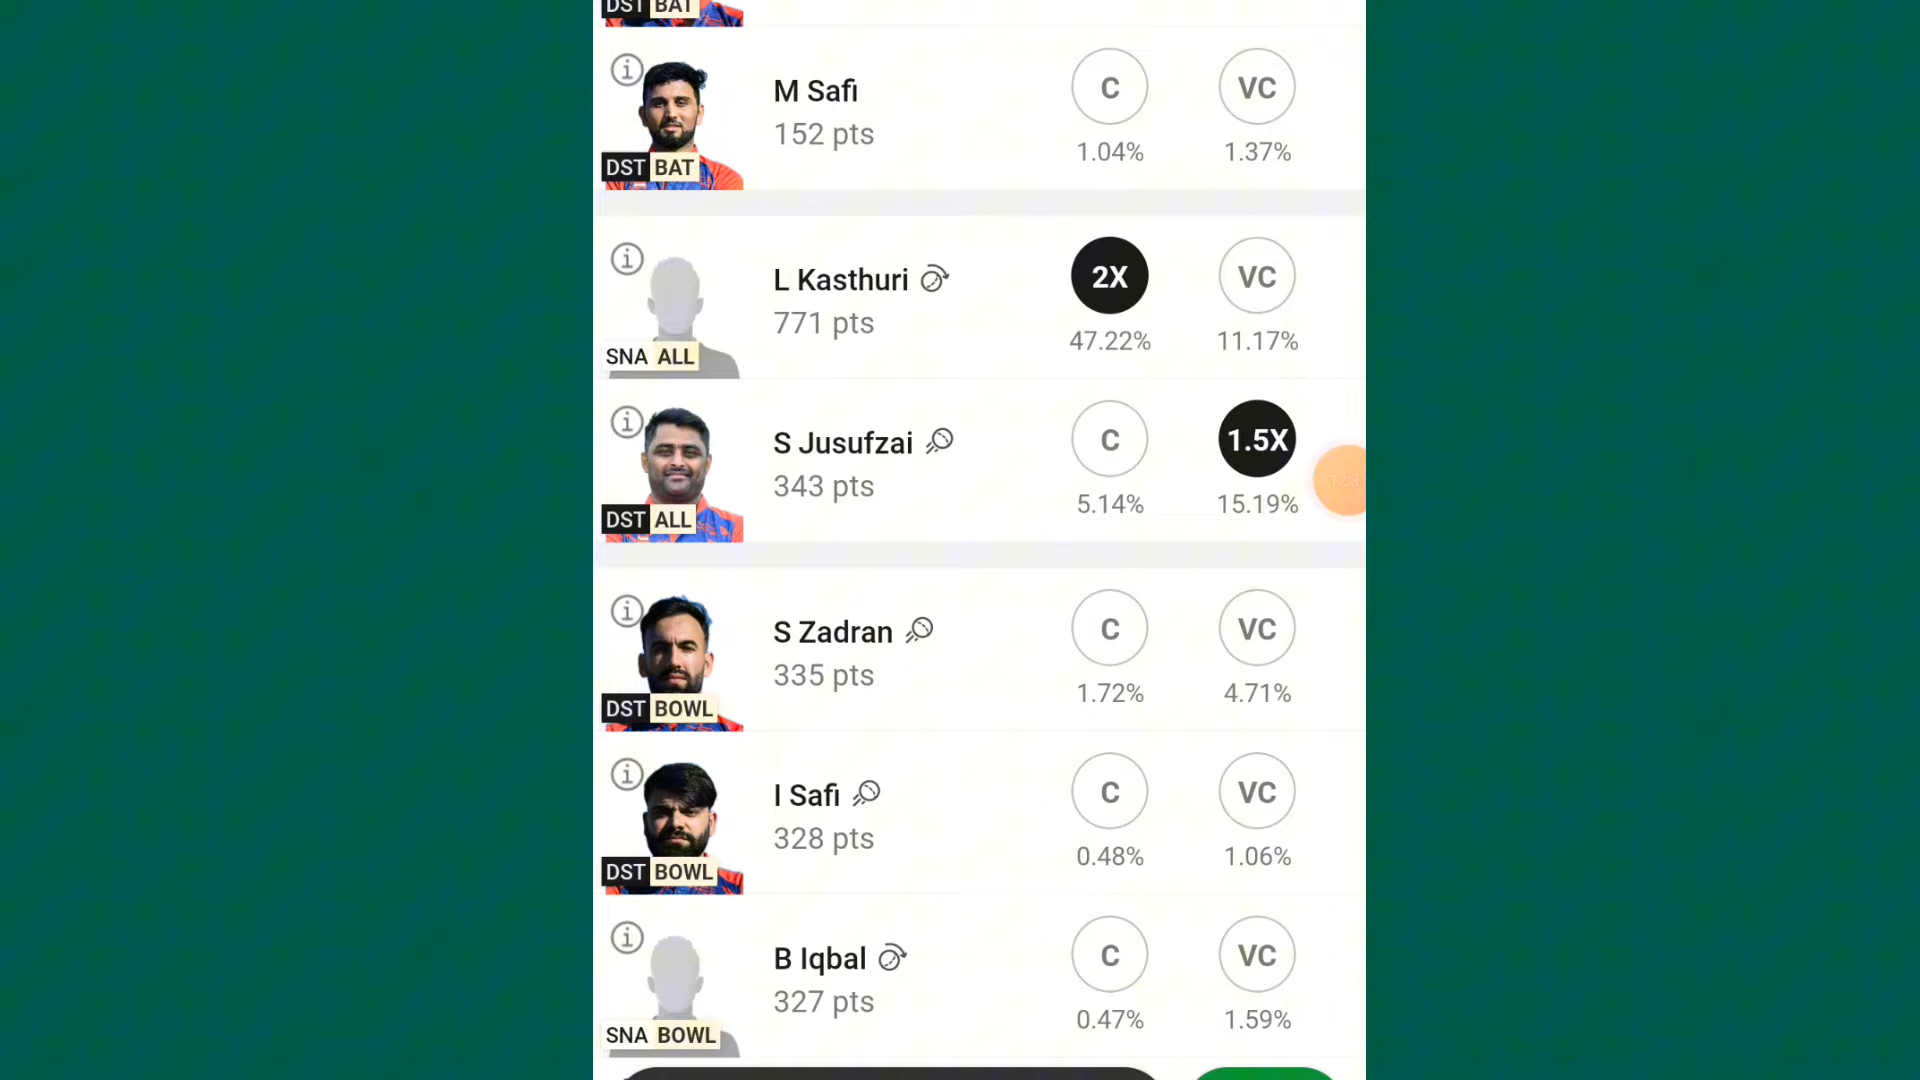 DST BAT
M Safi
152 pts
C
VC
1.04%
1.37%
DST BAT
L Kasthuri
771 pts
2X
VC
47.22%
11.17%
SNA ALL
S Jusufzai
343 pts
C
1.5X
5.14%
15.19%
DST ALL
S Zadran
335 pts
C
VC
1.72%
4.71%
DST BOWL
I Safi
328 pts
C
VC
0.48%
1.06%
DST BOWL
B Iqbal
327 pts
C
VC
0.47%
1.59%
SNA BOWL